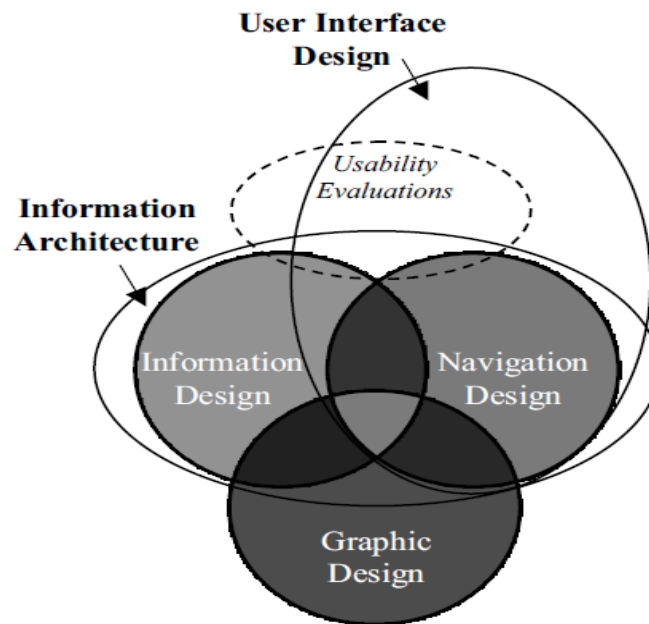 User Interface
Design
Usability
Evaluations
Information
Architecture
Information
Design
Navigation
Design
Graphic
Design